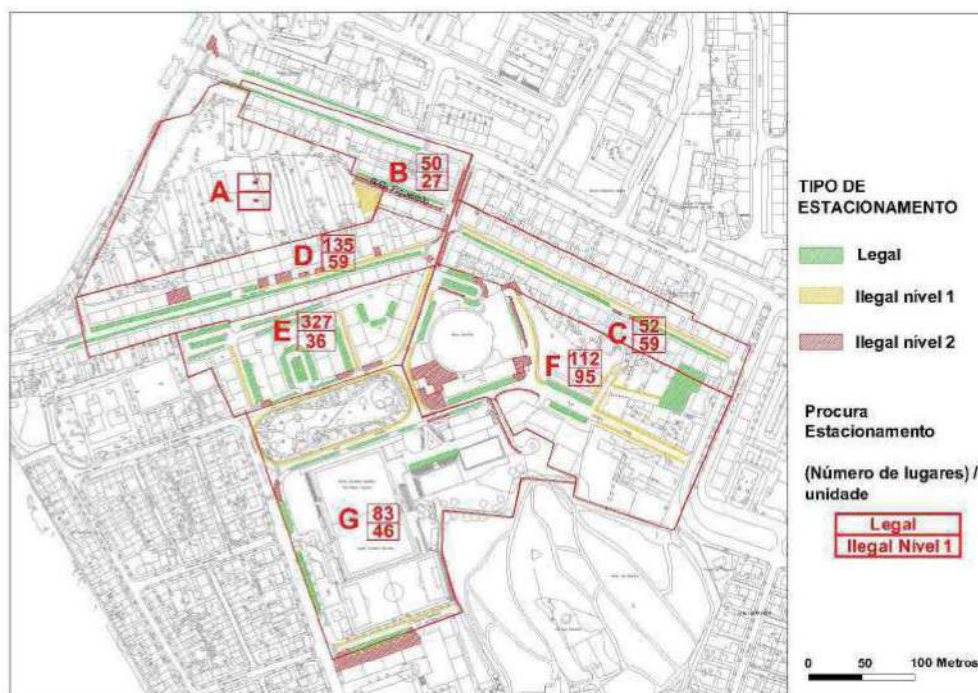 A
B
50
27
D
135
59
E
327
36
C
52
59
F
112
95
G
83
46
TIPO DE
ESTACIONAMENTO
Legal
Ilegal nível 1
Ilegal nível 2
Procura
Estacionamento
(Número de lugares) /
unidade
Legal
Ilegal Nível 1
0 50 100 Metros